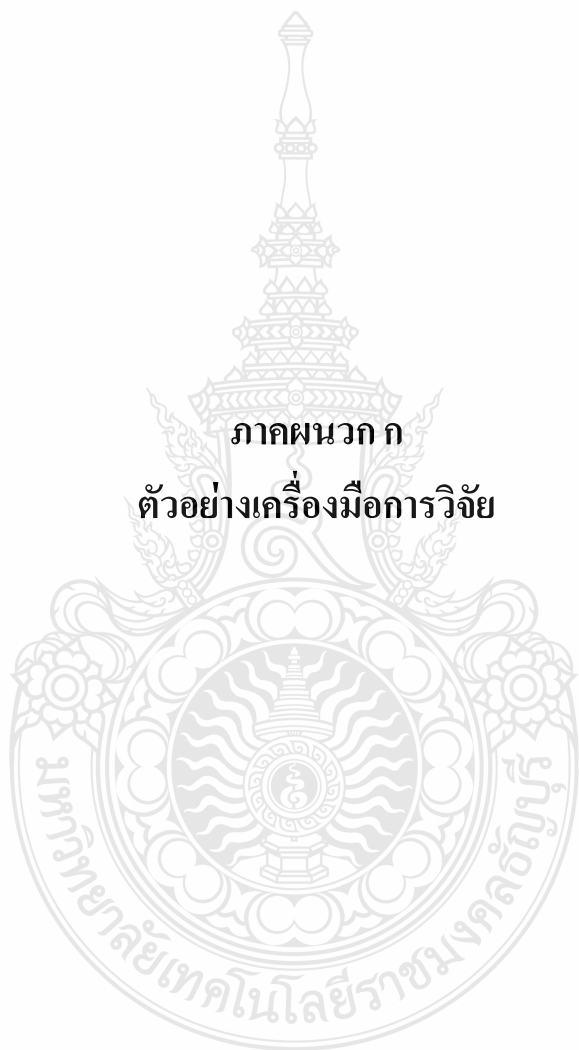 ภาคผนวก ก
ตัวอย่างเครื่องมือการวิจัย
มหาวิทยาลัยเทคโนโลยีราชมงคลธัญบุรี